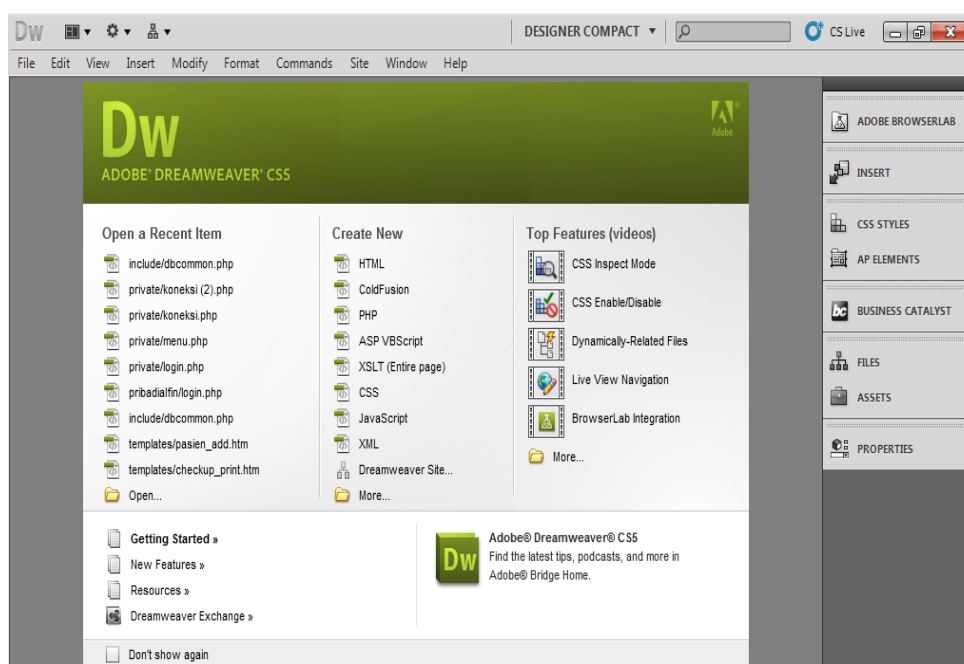 Dw
DESIGNER COMPACT
CS Live
File Edit View Insert Modify Format Commands Site Window Help
Dw
ADOBE® DREAMWEAVER® CS5
Adobe
Open a Recent Item
include/dbcommon.php
private/koneksi (2).php
private/koneksi.php
private/menu.php
private/login.php
pribadialfin/login.php
include/dbcommon.php
templates/pasien_add.htm
templates/checkup_print.htm
Open...
Create New
HTML
ColdFusion
PHP
ASP VBScript
XSLT (Entire page)
CSS
JavaScript
XML
Dreamweaver Site...
More...
Top Features (videos)
CSS Inspect Mode
CSS Enable/Disable
Dynamically-Related Files
Live View Navigation
BrowserLab Integration
More...
Getting Started »
New Features »
Resources »
Dreamweaver Exchange »
Dw
Adobe® Dreamweaver® CS5
Find the latest tips, podcasts, and more in
Adobe® Bridge Home.
Don't show again
ADOBE BROWSERLAB
INSERT
CSS STYLES
AP ELEMENTS
bc
BUSINESS CATALYST
FILES
ASSETS
PROPERTIES